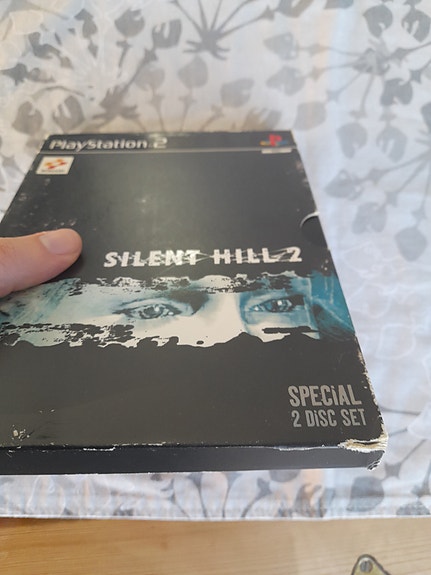 PlayStation 2
SILENT HILL 2
SPECiAL
2 DISC SET